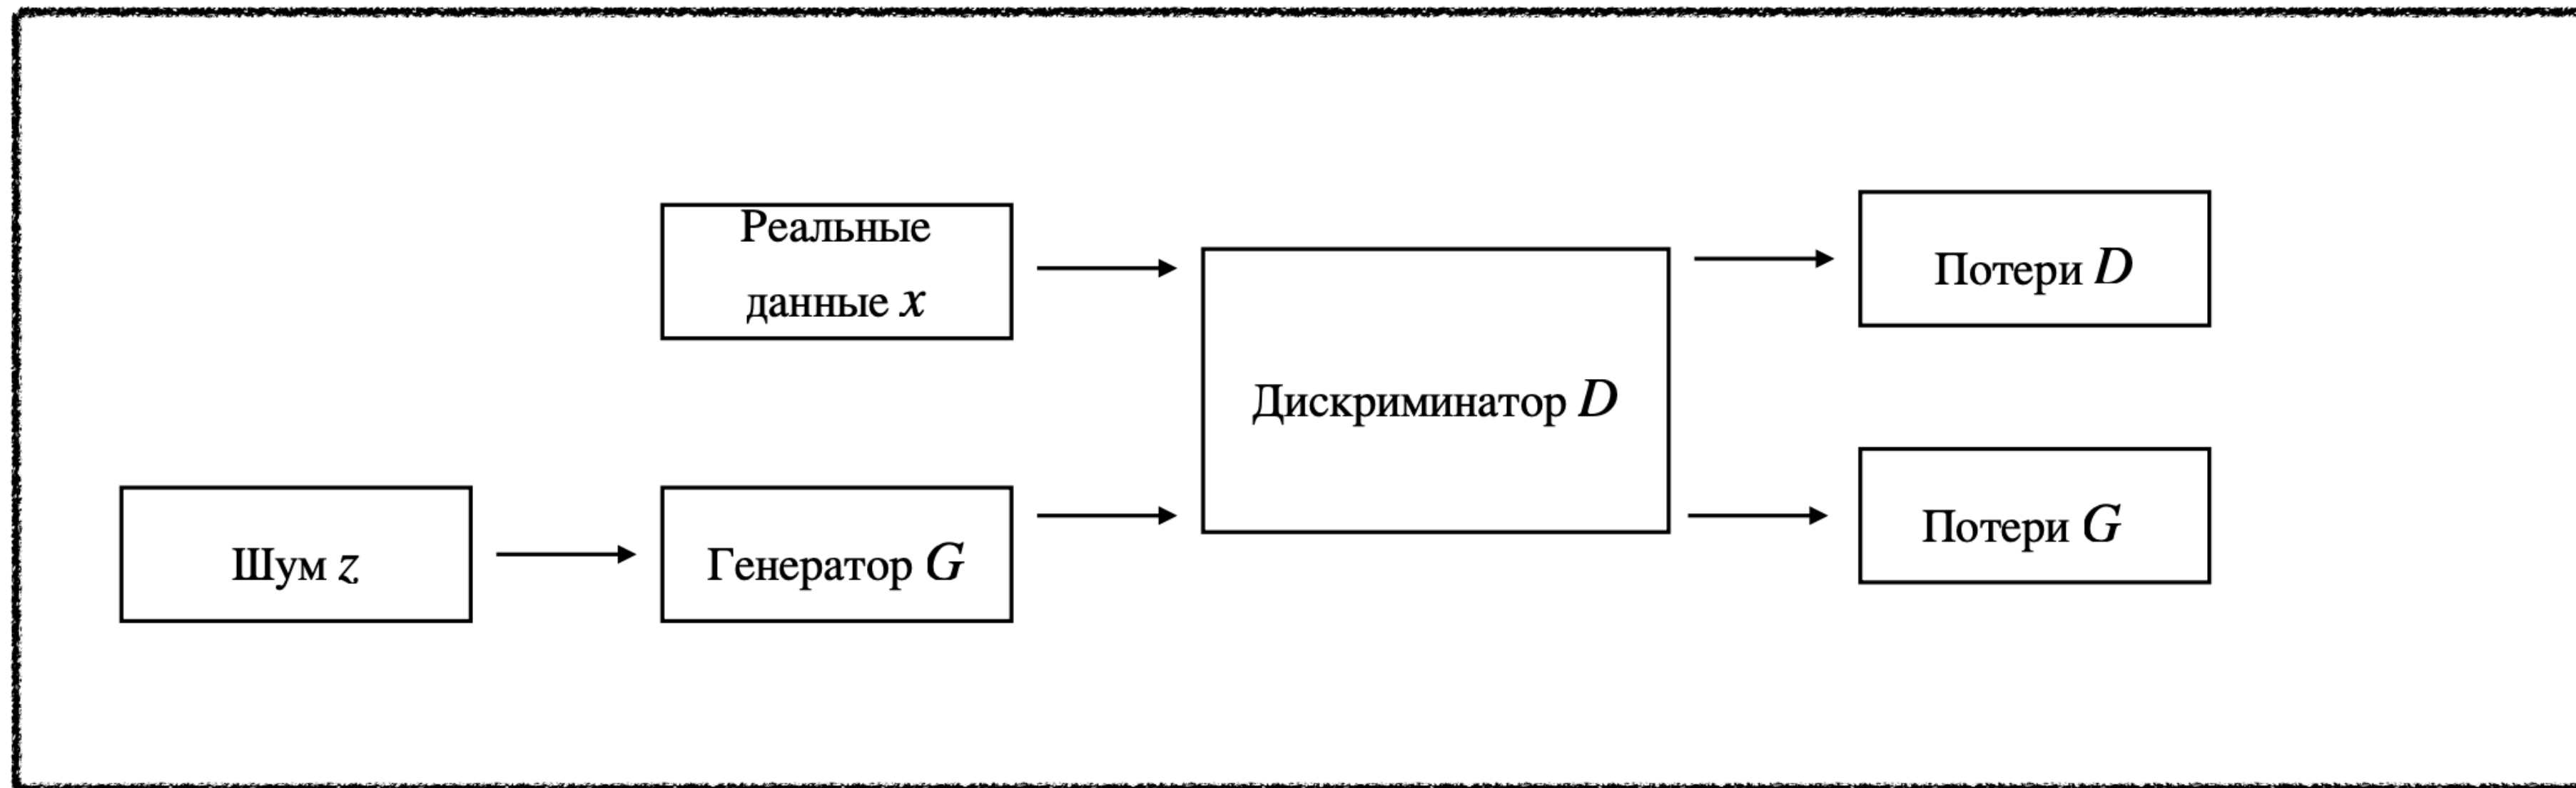 Реальные
данные x
Потери D
Дискриминатор D
Шум z
Генератор G
Потери G